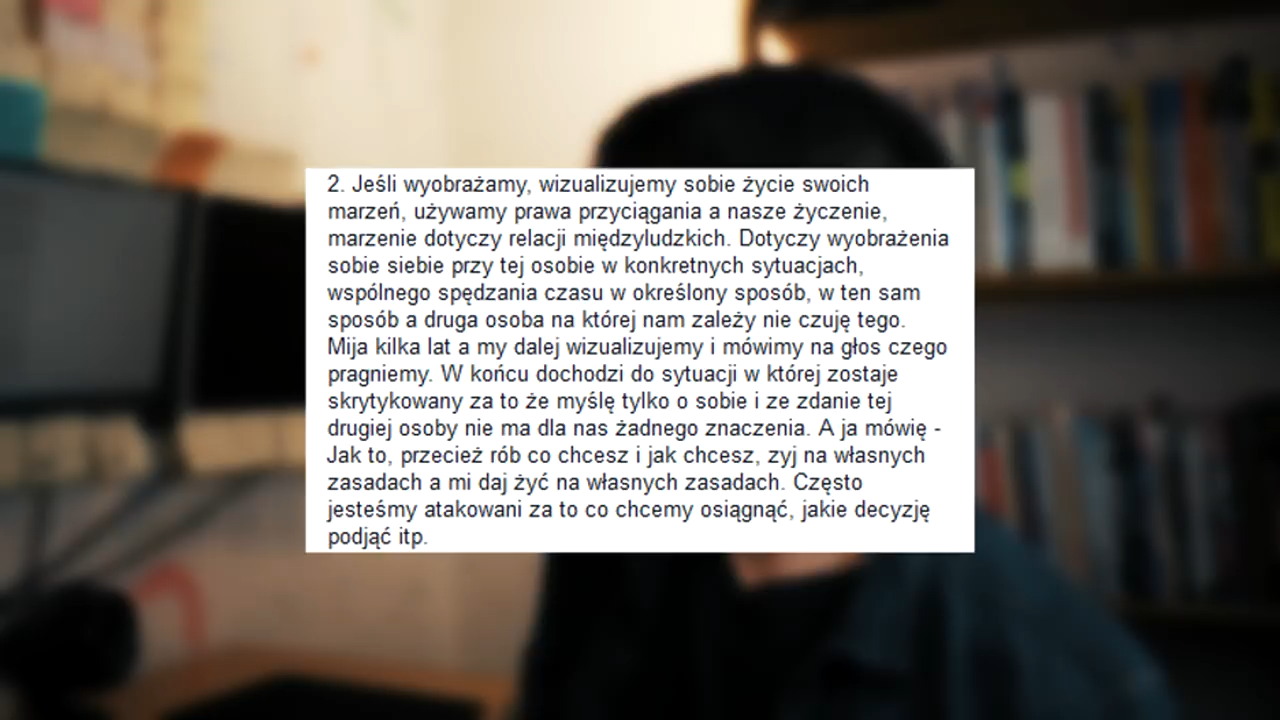 2. Jeśli wyobrażamy, wizualizujemy sobie życie swoich
marzeń, używamy prawa przyciągania a nasze życzenie,
marzenie dotyczy relacji międzyludzkich. Dotyczy wyobrażenia
sobie siebie przy tej osobie w konkretnych sytuacjach,
wspólnego spędzania czasu w określony sposób, w ten sam
sposób a druga osoba na której nam zależy nie czuję tego.
Mija kilka lat a my dalej wizualizujemy i mówimy na głos czego
pragniemy. W końcu dochodzi do sytuacji w której zostaje
skrytykowany za to że myślę tylko o sobie i ze zdanie tej
drugiej osoby nie ma dla nas żadnego znaczenia. A ja mówię -
Jak to, przecież rób co chcesz i jak chcesz, zyj na własnych
zasadach a mi daj żyć na własnych zasadach. Często
jesteśmy atakowani za to co chcemy osiągnąć, jakie decyzję
podjąć itp.